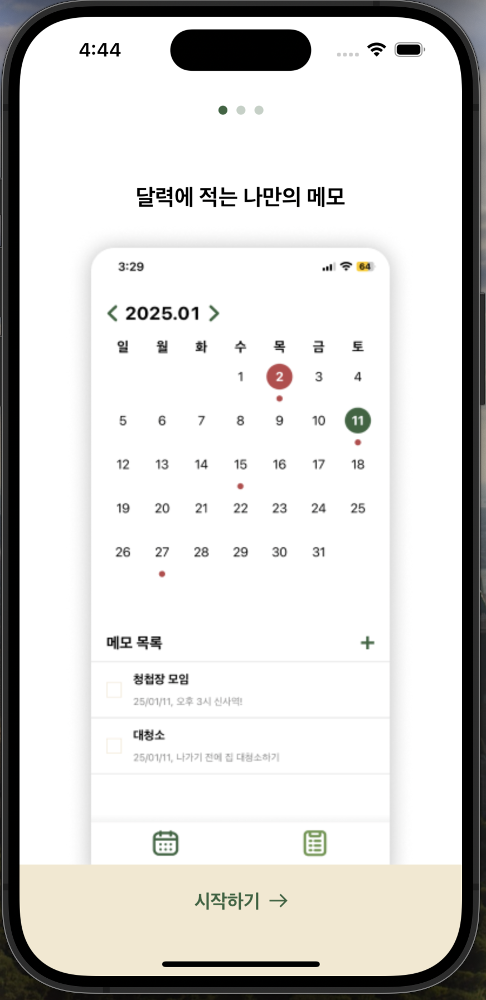 4:44
달력에 적는 나만의 메모
3:29 64
2025.01
일 월 화 수 목 금 토
1 2 3 4
5 6 7 8 9 10 11
12 13 14 15 16 17 18
19 20 21 22 23 24 25
26 27 28 29 30 31
메모 목록 +
청첩장 모임
25/01/11, 오후 3시 신사역!
대청소
25/01/11, 나가기 전에 집 대청소하기
시작하기 →